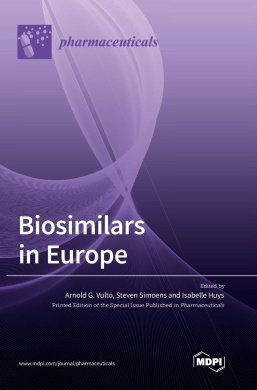 pharmaceuticals
Biosimilars
in Europe
Edited by
Arnold G. Vulto, Steven Simoens and Isabelle Huys
Printed Edition of the Special Issue Published in Pharmaceuticals
www.mdpi.com/journal/pharmaceuticals
MDPI